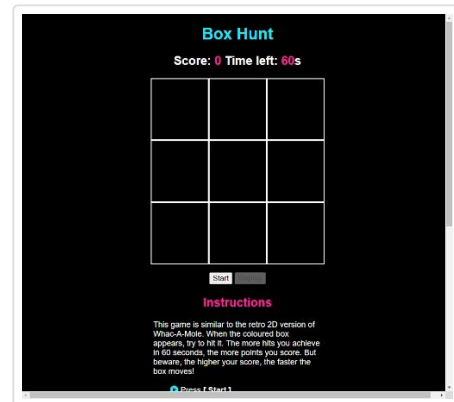 Box Hunt
Score: 0 Time left: 60s
Start
Instructions
This game is similar to the retro 2D version of
Whac-A-Mole. When the coloured box
appears, try to hit it. The more hits you achieve
in 60 seconds, the more points you score. But
beware, the higher your score, the faster the
box moves!
Press [ Start ]